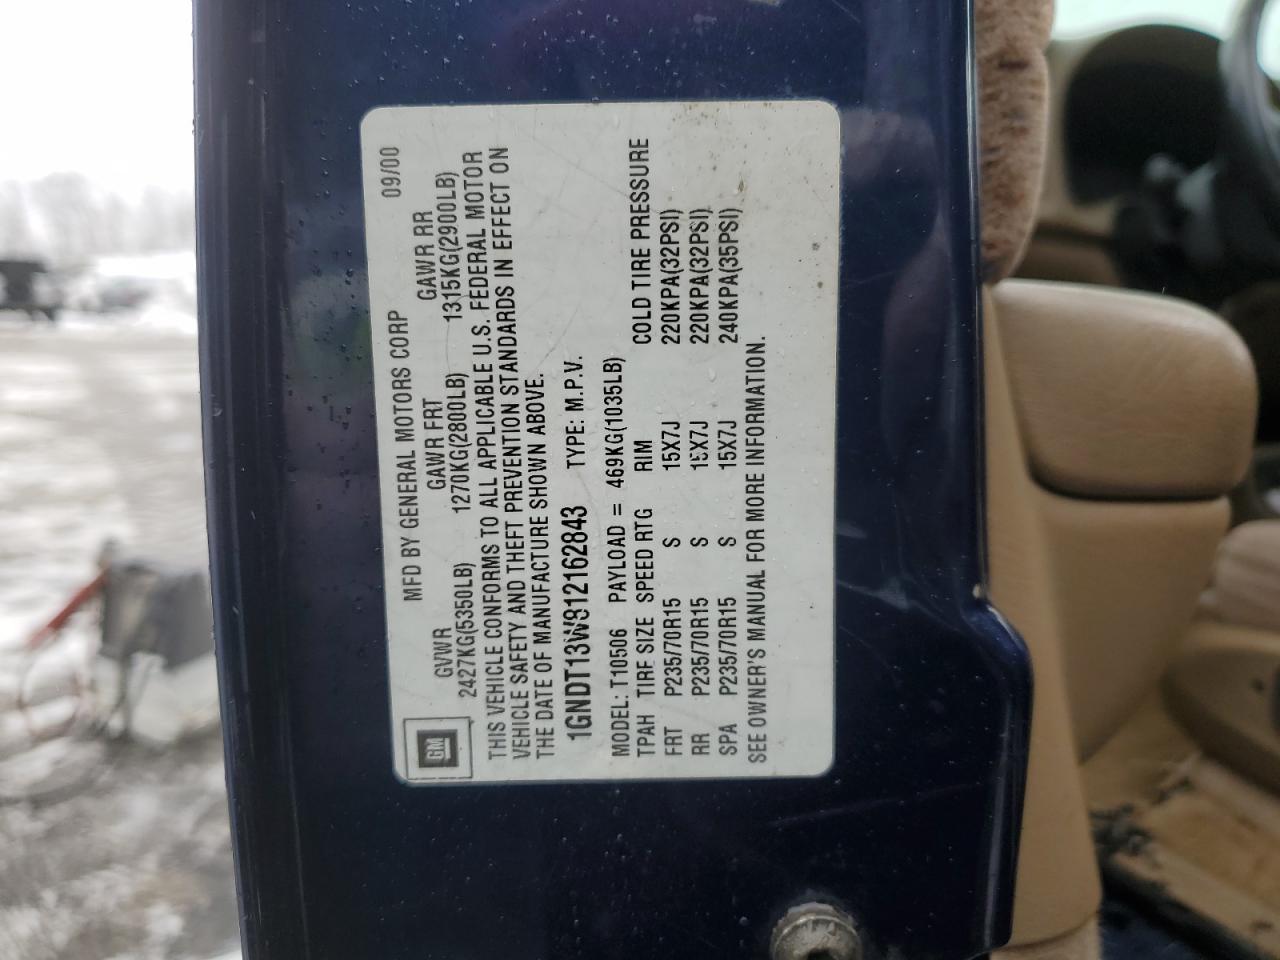 GM
MFD BY GENERAL MOTORS CORP 09/00
GVWR GAWR FRT GAWR RR
2427KG(5350LB) 1270KG(2800LB) 1315KG(2900LB)
THIS VEHICLE CONFORMS TO ALL APPLICABLE U.S. FEDERAL MOTOR
VEHICLE SAFETY AND THEFT PREVENTION STANDARDS IN EFFECT ON
THE DATE OF MANUFACTURE SHOWN ABOVE.
1GNDT13W812162843 TYPE: M.P.V.
MODEL: T10506 PAYLOAD = 469KG(1035LB)
TPAH TIRE SIZE SPEED RTG RIM COLD TIRE PRESSURE
FRT P235/70R15 S 15X7J 220KPA(32PSI)
RR P235/70R15 S 15X7J 220KPA(32PSI)
SPA P235/70R15 S 15X7J 240KPA(35PSI)
SEE OWNER'S MANUAL FOR MORE INFORMATION.